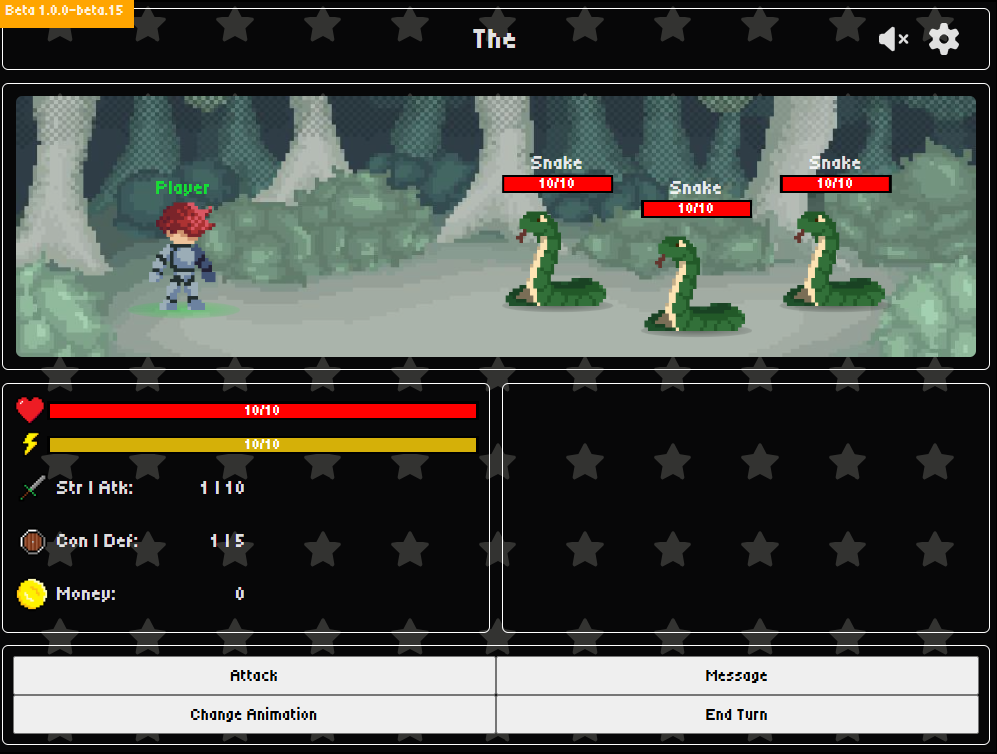 Beta 1.0.0-beta.15
The
Snake
10/10
Snake
10/10
Snake
10/10
Player
10/10
10/10
Str | Atk: 1 | 10
Con | Def: 1 | 5
Money: 0
Attack
Message
Change Animation
End Turn